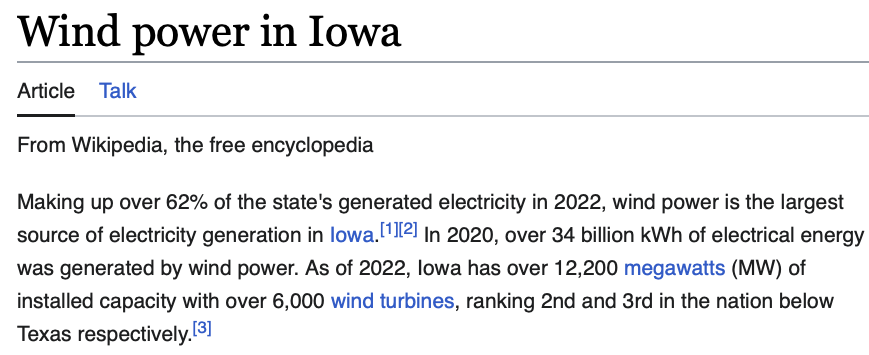 Wind power in Iowa
Article Talk
From Wikipedia, the free encyclopedia
Making up over 62% of the state's generated electricity in 2022, wind power is the largest
source of electricity generation in Iowa.[1][2] In 2020, over 34 billion kWh of electrical energy
was generated by wind power. As of 2022, Iowa has over 12,200 megawatts (MW) of
installed capacity with over 6,000 wind turbines, ranking 2nd and 3rd in the nation below
Texas respectively.[3]